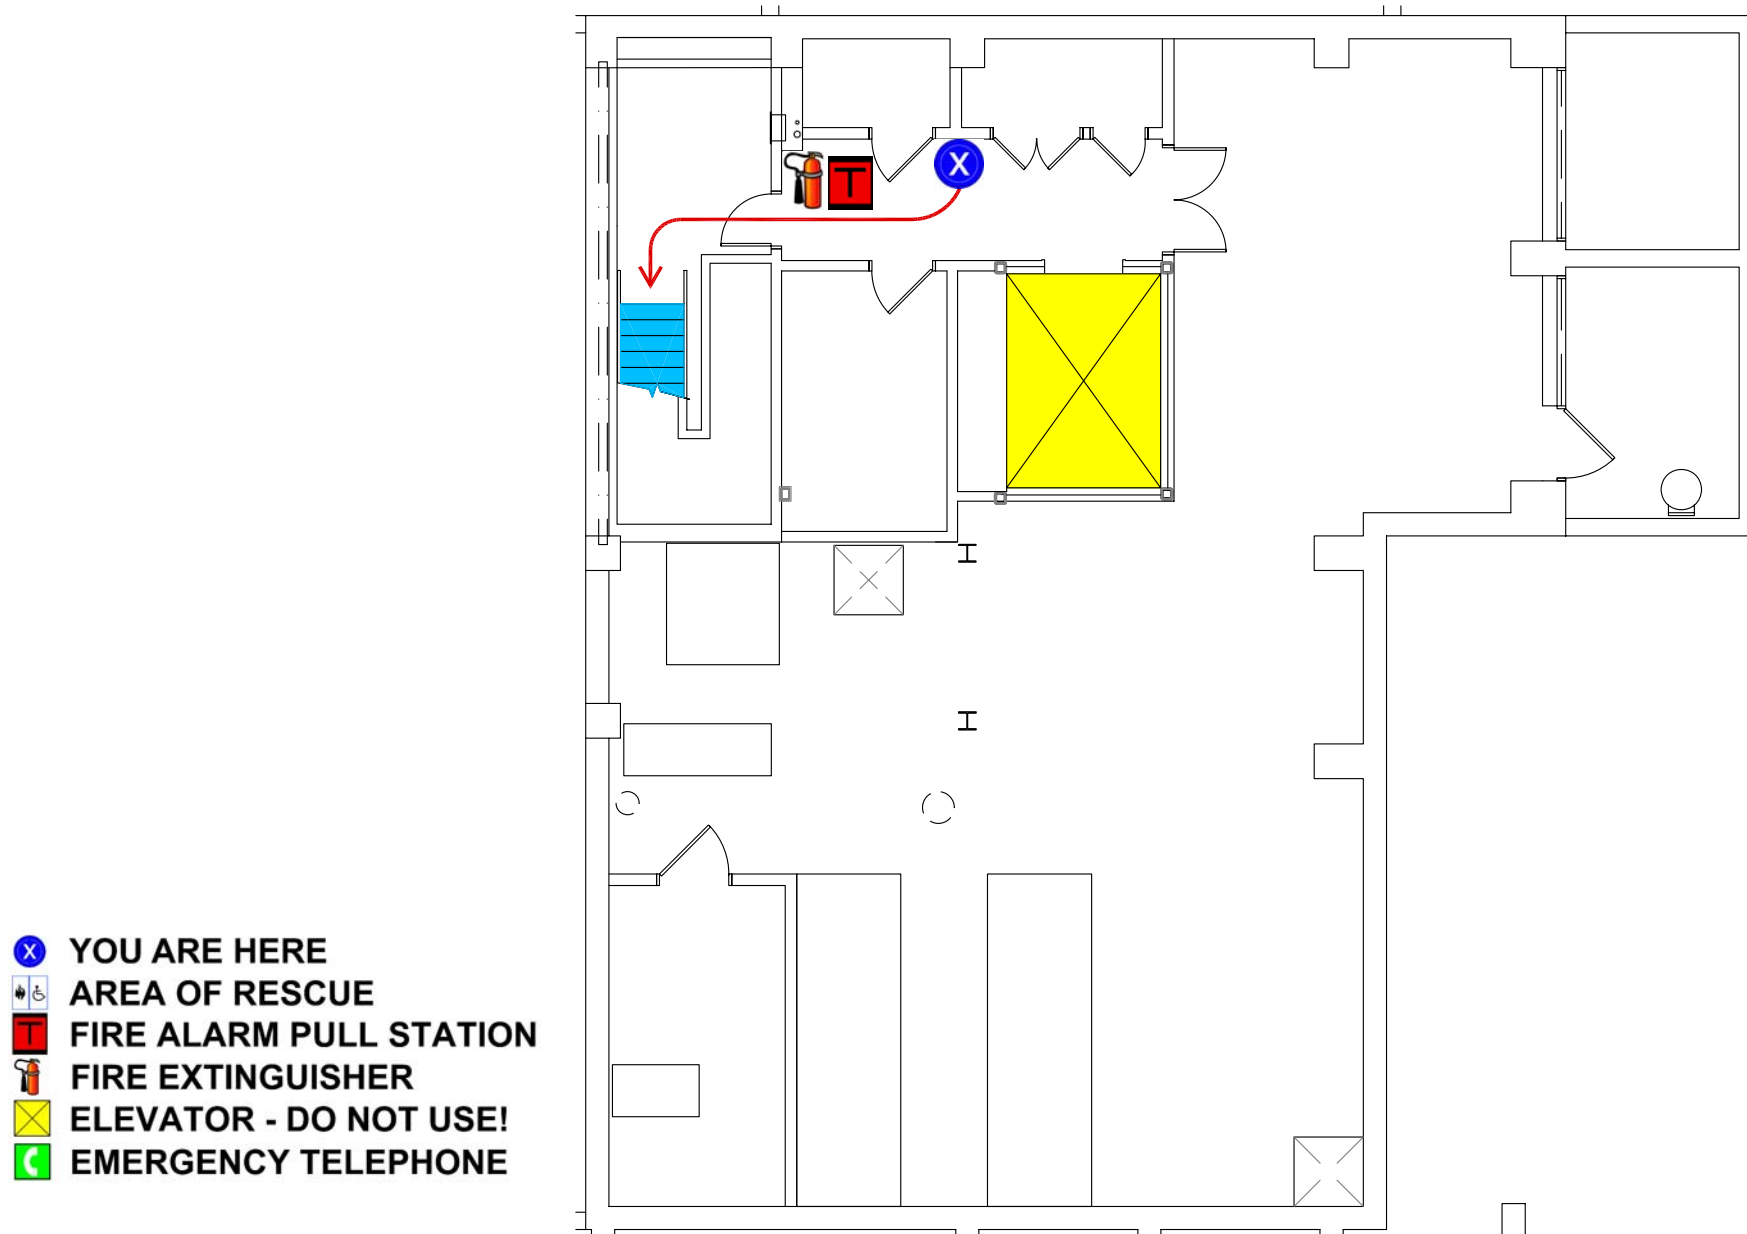 X
T
X YOU ARE HERE
AREA OF RESCUE
T FIRE ALARM PULL STATION
FIRE EXTINGUISHER
ELEVATOR - DO NOT USE!
EMERGENCY TELEPHONE